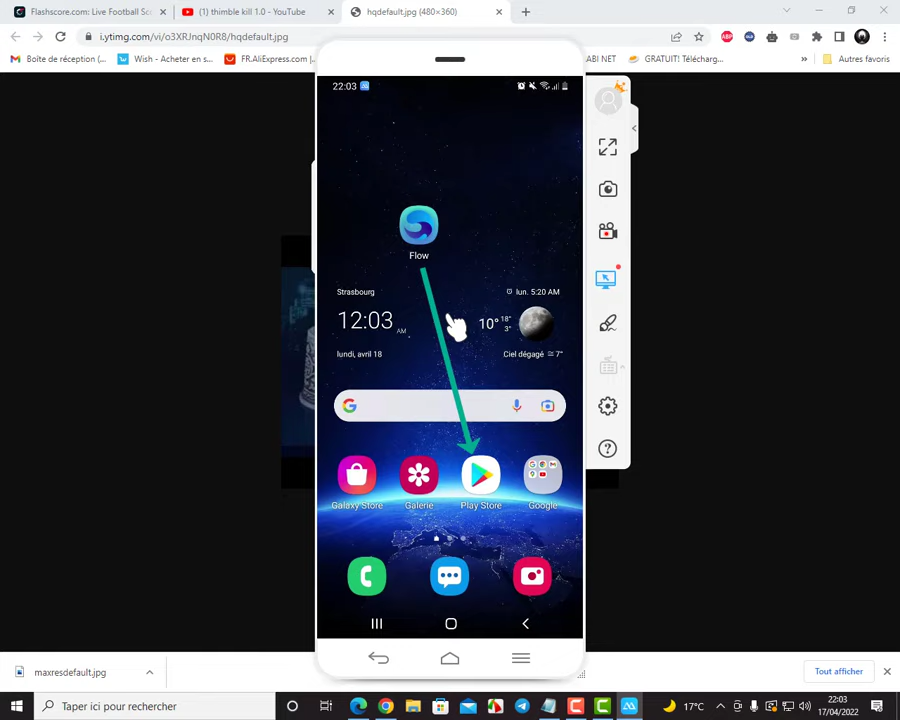 Flashscore.com: Live Football Sc
(1) thimble kill 1.0 - YouTube
hqdefault.jpg (480×360)
i.ytimg.com/vi/o3XRJnqN0R8/hqdefault.jpg
Boîte de réception (...
Wish - Acheter en s...
FR.AliExpress.com |
ABI NET
GRATUIT! Télécharg...
Autres favoris
22:03
Flow
Strasbourg
lun. 5:20 AM
12:03 AM
10° 18° 3°
lundi, avril 18
Ciel dégagé 7°
Galaxy Store
Galerie
Play Store
Google
maxresdefault.jpg
Tout afficher
Taper ici pour rechercher
17°C
22:03
17/04/2022